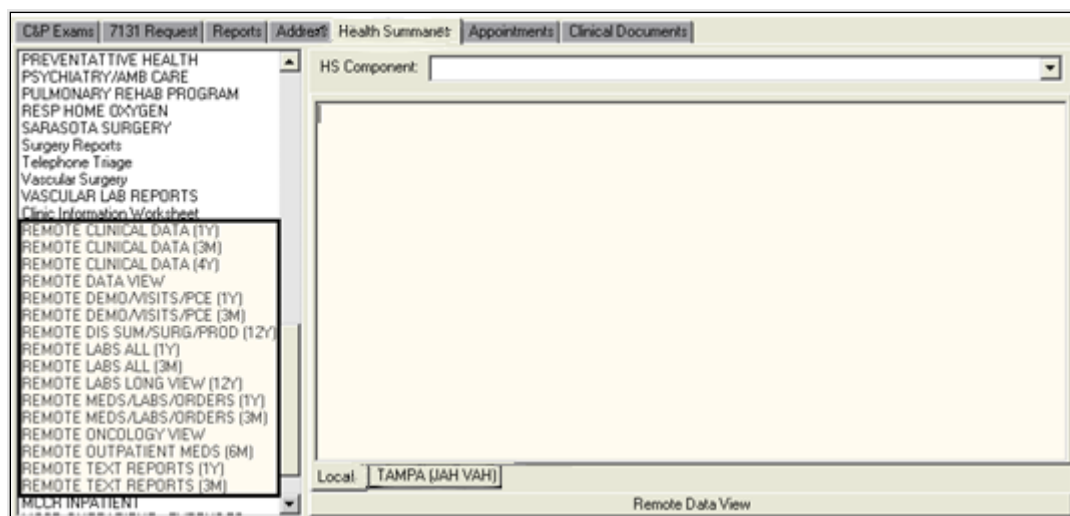 C&P Exams 7131 Request Reports Address Health Summaries Appointments Clinical Documents
PREVENTATTIVE HEALTH
PSYCHIATRY/AMB CARE
PULMONARY REHAB PROGRAM
RESP HOME OXYGEN
SARASOTA SURGERY
Surgery Reports
Telephone Triage
Vascular Surgery
VASCULAR LAB REPORTS
Clinic Information Worksheet
REMOTE CLINICAL DATA (1Y)
REMOTE CLINICAL DATA (3M)
REMOTE CLINICAL DATA (4Y)
REMOTE DATA VIEW
REMOTE DEMO/VISITS/PCE (1Y)
REMOTE DEMO/VISITS/PCE (3M)
REMOTE DIS SUM/SURG/PROD (12Y)
REMOTE LABS ALL (1Y)
REMOTE LABS ALL (3M)
REMOTE LABS LONG VIEW (12Y)
REMOTE MEDS/LABS/ORDERS (1Y)
REMOTE MEDS/LABS/ORDERS (3M)
REMOTE ONCOLOGY VIEW
REMOTE OUTPATIENT MEDS (6M)
REMOTE TEXT REPORTS (1Y)
REMOTE TEXT REPORTS (3M)
MCCR INPATIENT
HS Component:
Local TAMPA (JAH VAH)
Remote Data View